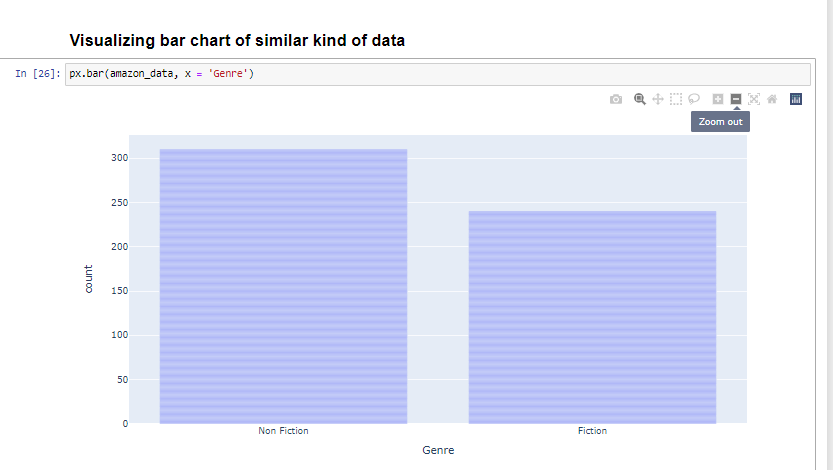 Visualizing bar chart of similar kind of data
In [26]: px.bar(amazon_data, x = 'Genre')
Zoom out
300
250
200
150
100
50
0
count
Non Fiction Fiction
Genre